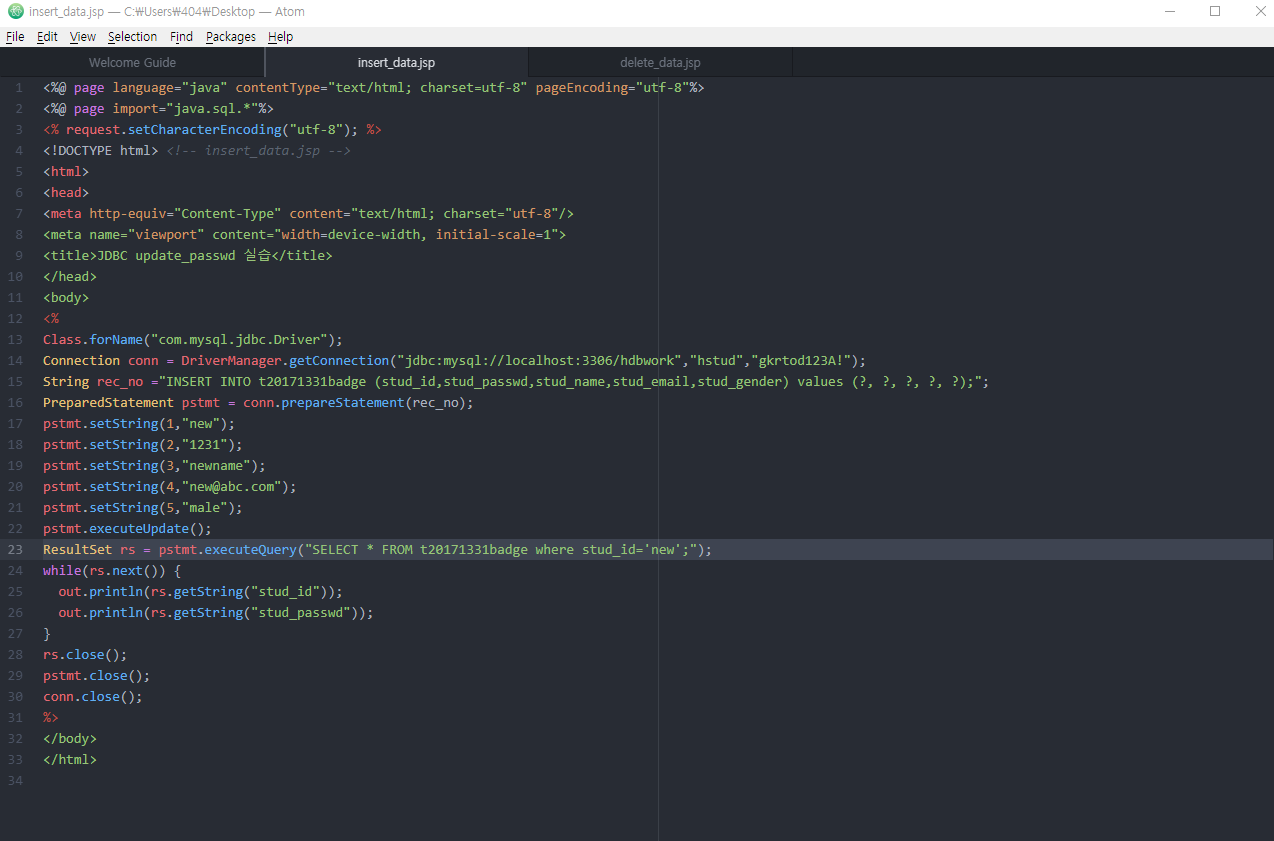 insert_data.jsp — C:₩Users₩404₩Desktop — Atom
File Edit View Selection Find Packages Help
Welcome Guide insert_data.jsp delete_data.jsp
1 <%@ page language="java" contentType="text/html; charset=utf-8" pageEncoding="utf-8"%>
2 <%@ page import="java.sql.*"%>
3 <% request.setCharacterEncoding("utf-8"); %>
4 <!DOCTYPE html> <!-- insert_data.jsp -->
5 <html>
6 <head>
7 <meta http-equiv="Content-Type" content="text/html; charset="utf-8"/>
8 <meta name="viewport" content="width=device-width, initial-scale=1">
9 <title>JDBC update_passwd 실습</title>
10 </head>
11 <body>
12 <%
13 Class.forName("com.mysql.jdbc.Driver");
14 Connection conn = DriverManager.getConnection("jdbc:mysql://localhost:3306/hdbwork","hstud","gkrtod123A!");
15 String rec_no ="INSERT INTO t20171331badge (stud_id,stud_passwd,stud_name,stud_email,stud_gender) values (?, ?, ?, ?, ?);";
16 PreparedStatement pstmt = conn.prepareStatement(rec_no);
17 pstmt.setString(1,"new");
18 pstmt.setString(2,"1231");
19 pstmt.setString(3,"newname");
20 pstmt.setString(4,"new@abc.com");
21 pstmt.setString(5,"male");
22 pstmt.executeUpdate();
23 ResultSet rs = pstmt.executeQuery("SELECT * FROM t20171331badge where stud_id='new';");
24 while(rs.next()) {
25 out.println(rs.getString("stud_id"));
26 out.println(rs.getString("stud_passwd"));
27 }
28 rs.close();
29 pstmt.close();
30 conn.close();
31 %>
32 </body>
33 </html>
34